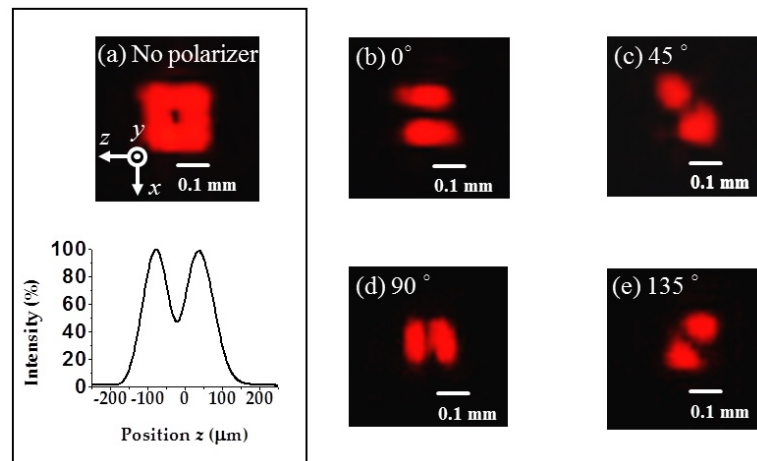 (a) No polarizer
z
y
x
0.1 mm
100
80
60
40
20
0
Intensity (%)
-200 -100 0 100 200
Position z (μm)
(b) 0°
0.1 mm
(c) 45 °
0.1 mm
(d) 90 °
0.1 mm
(e) 135 °
0.1 mm